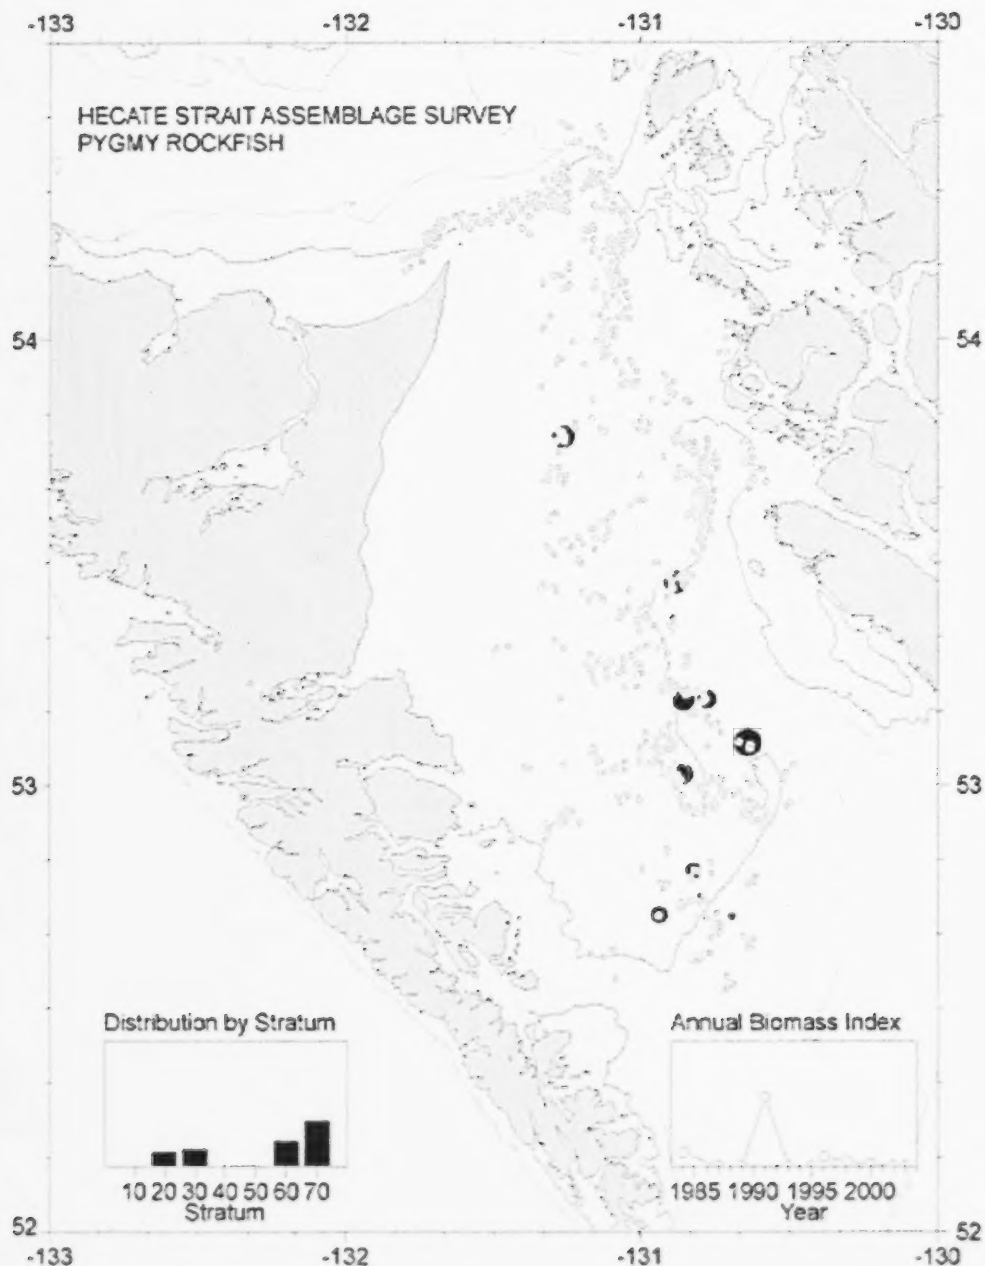 -133 -132 -131 -130
HECATE STRAIT ASSEMBLAGE SURVEY
PYGMY ROCKFISH
54 54
53 53
Distribution by Stratum
10 20 30 40 50 60 70
Stratum
Annual Biomass Index
1985 1990 1995 2000
Year
52 52
-133 -132 -131 -130